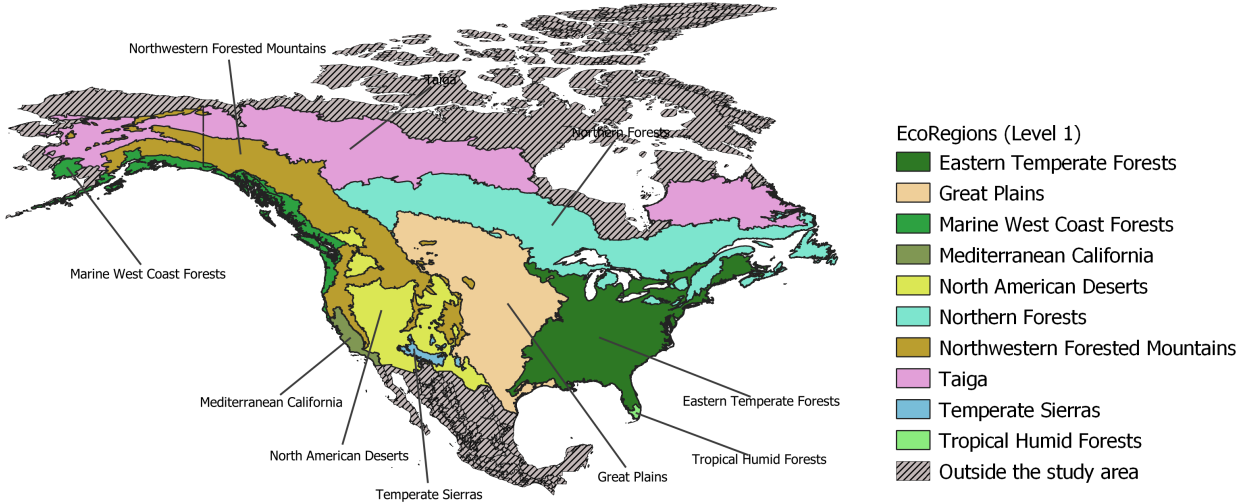 Northwestern Forested Mountains
Taiga
Northern Forests
Marine West Coast Forests
Mediterranean California
North American Deserts
Temperate Sierras
Great Plains
Tropical Humid Forests
Eastern Temperate Forests
EcoRegions (Level 1)
Eastern Temperate Forests
Great Plains
Marine West Coast Forests
Mediterranean California
North American Deserts
Northern Forests
Northwestern Forested Mountains
Taiga
Temperate Sierras
Tropical Humid Forests
Outside the study area